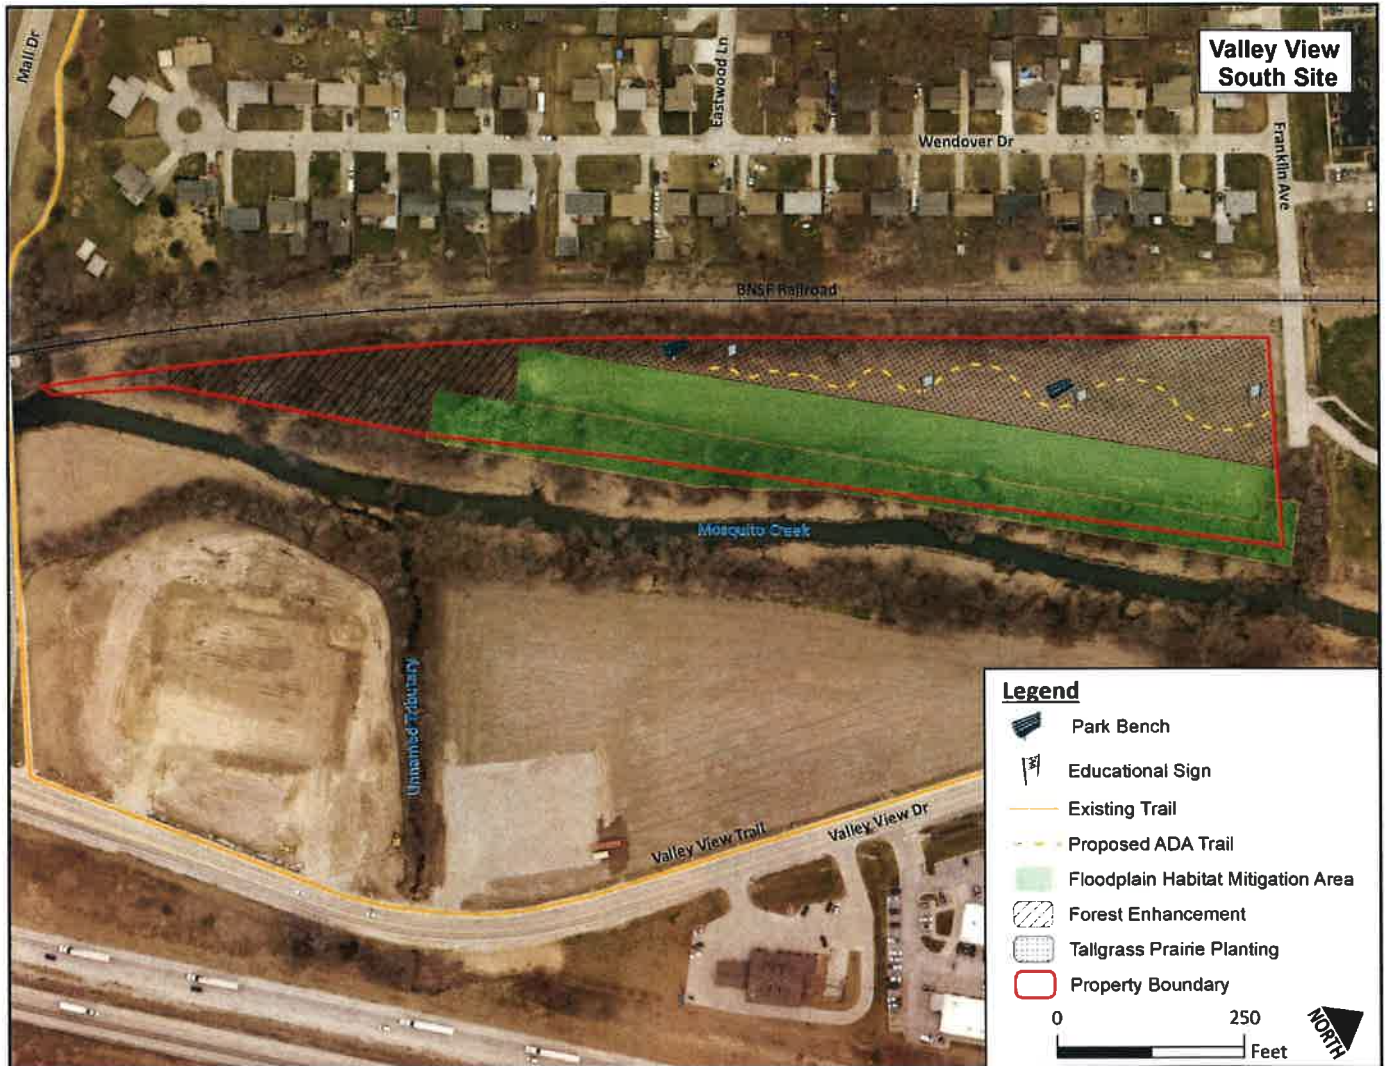 Valley View
South Site
Mall Dr
Eastwood Ln
Wendover Dr
Franklin Ave
BNSF Railroad
Mosquito Creek
Unnamed Tributary
Valley View Trail
Valley View Dr
Legend
Park Bench
Educational Sign
Existing Trail
Proposed ADA Trail
Floodplain Habitat Mitigation Area
Forest Enhancement
Tallgrass Prairie Planting
Property Boundary
0 250
Feet
NORTH